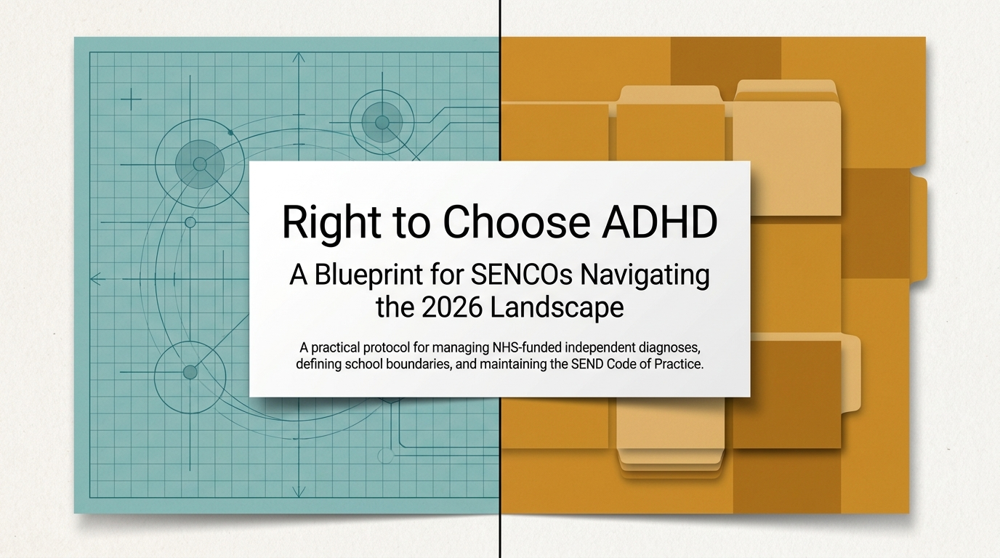 Right to Choose ADHD
A Blueprint for SENCOs Navigating
the 2026 Landscape
A practical protocol for managing NHS-funded independent diagnoses,
defining school boundaries, and maintaining the SEND Code of Practice.